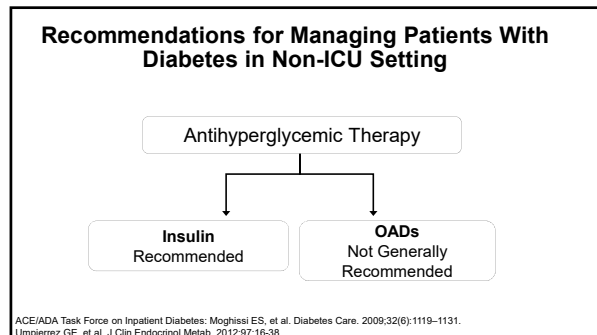 Recommendations for Managing Patients With
Diabetes in Non-ICU Setting
Antihyperglycemic Therapy
Insulin
Recommended
OADs
Not Generally
Recommended
ACE/ADA Task Force on Inpatient Diabetes: Moghissi ES, et al. Diabetes Care. 2009;32(6):1119–1131.
Umpierrez GE, et al. J Clin Endocrinol Metab. 2012;97:16-38.